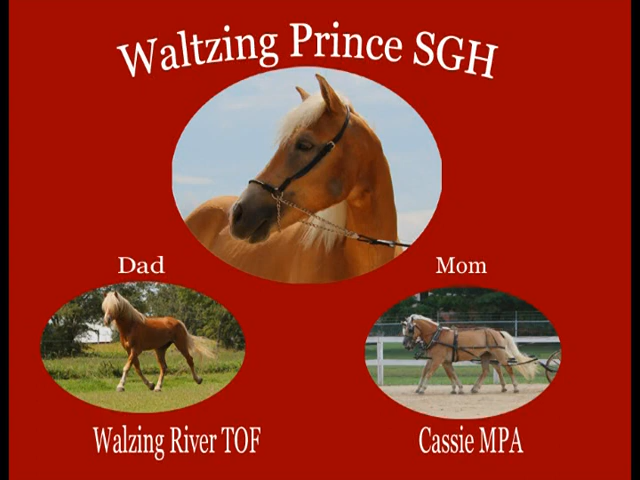 Waltzing Prince SGH
Dad
Mom
Walzing River TOF
Cassie MPA